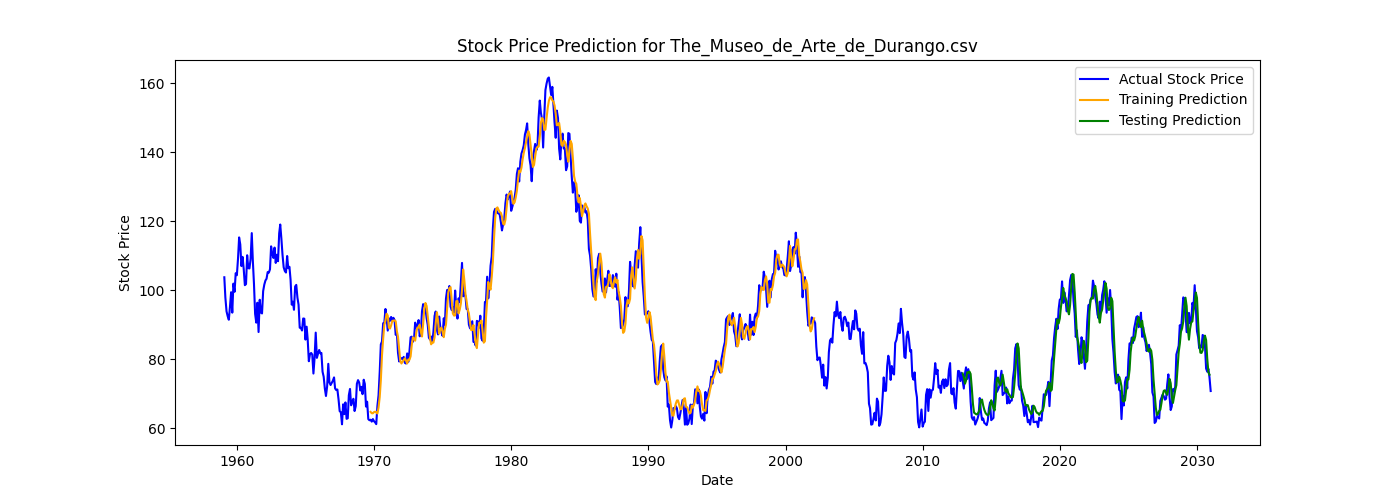 Stock Price Prediction for The_Museo_de_Arte_de_Durango.csv
Actual Stock Price
Training Prediction
Testing Prediction
Stock Price
160
140
120
100
80
60
1960 1970 1980 1990 2000 2010 2020 2030
Date